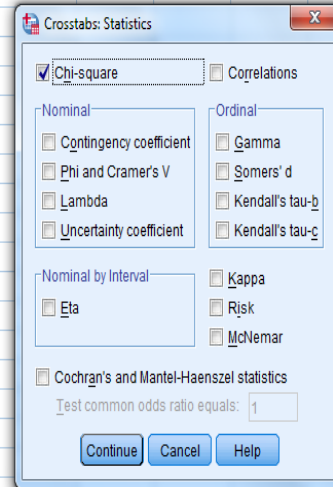 Crosstabs: Statistics
X
Chi-square
Correlations
Nominal
Contingency coefficient
Phi and Cramer's V
Lambda
Uncertainty coefficient
Ordinal
Gamma
Somers' d
Kendall's tau-b
Kendall's tau-c
Nominal by Interval
Eta
Kappa
Risk
McNemar
Cochran's and Mantel-Haenszel statistics
Test common odds ratio equals: 1
Continue Cancel Help